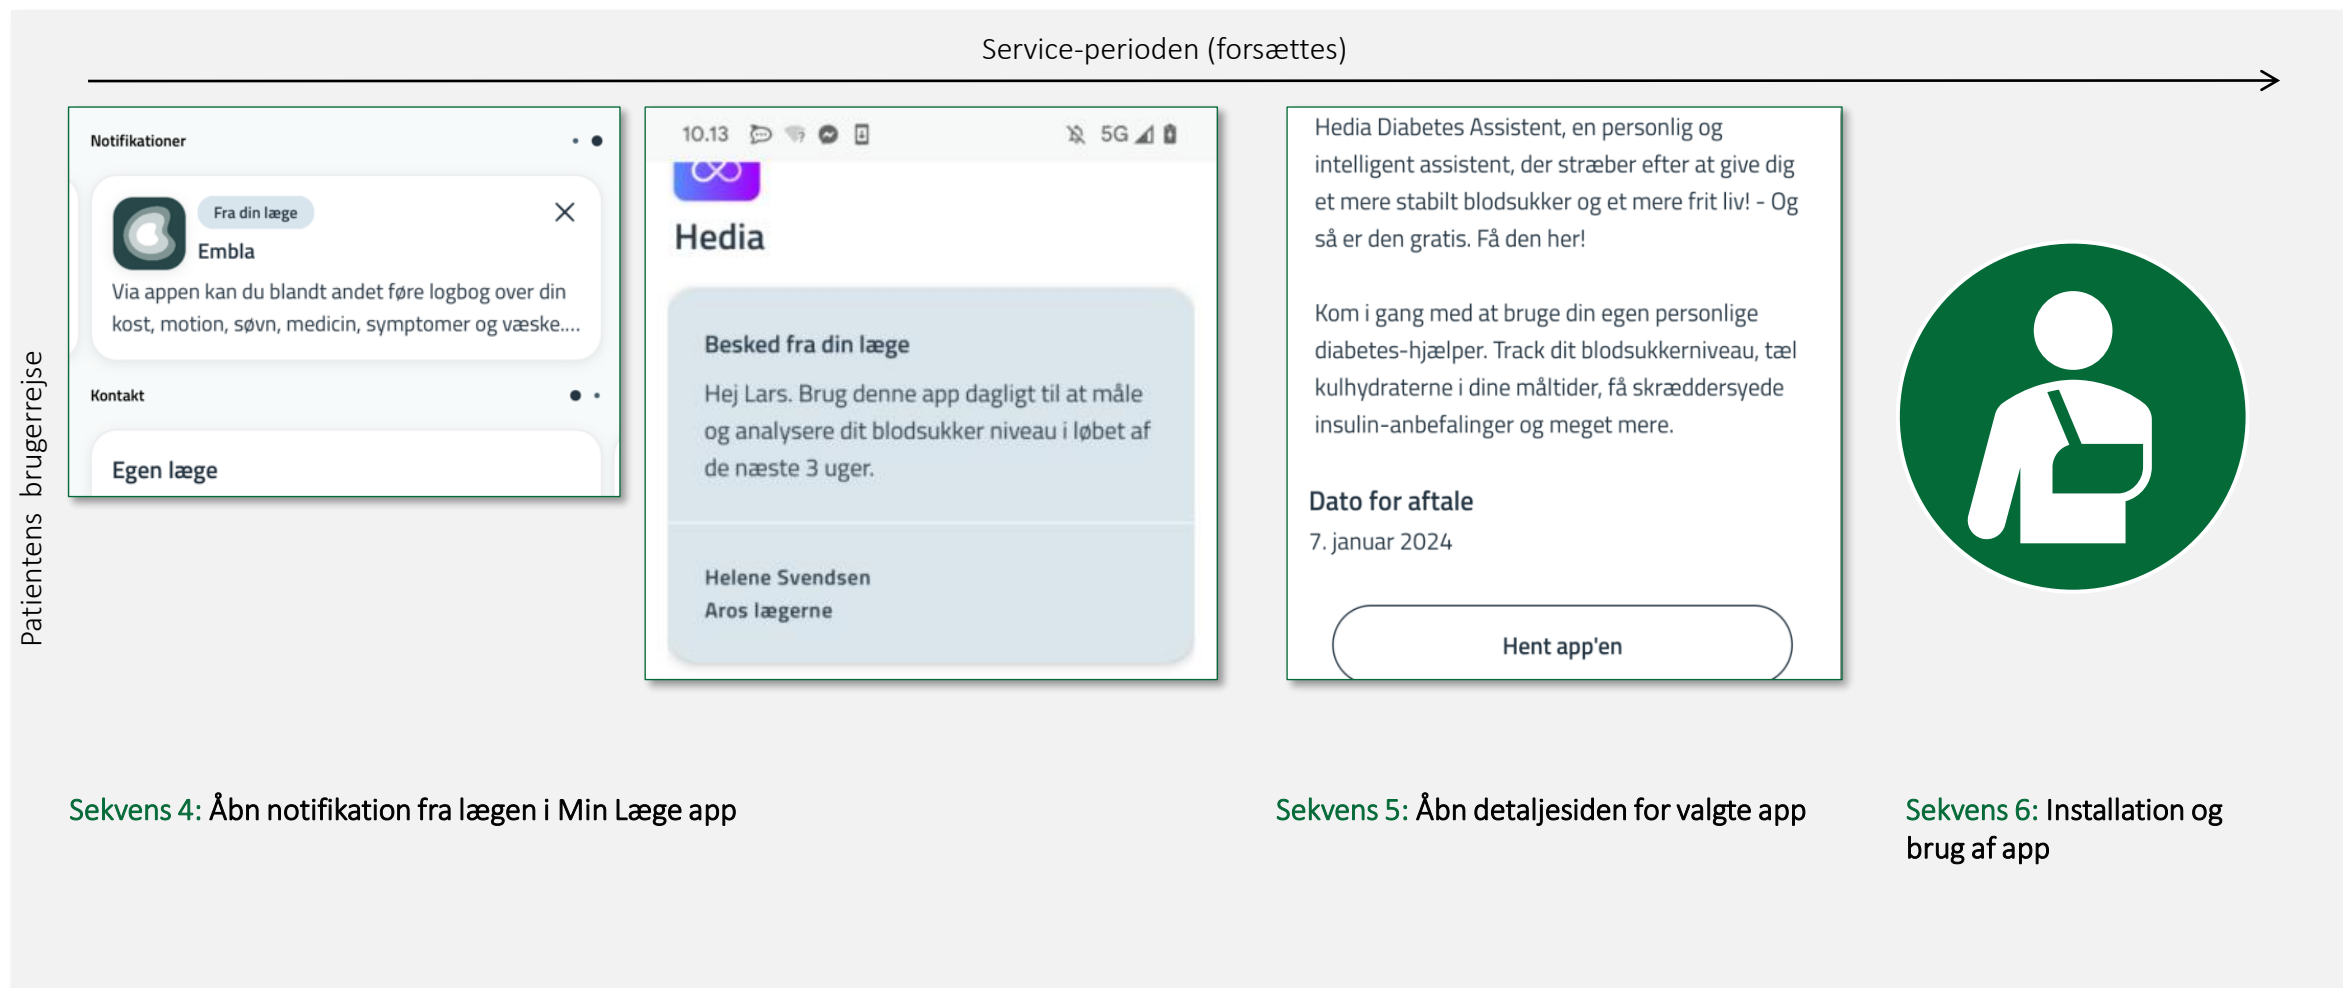 Service-perioden (forsættes)
Patientens brugerrejse
Notifikationer
Fra din læge
Embla
Via appen kan du blandt andet føre logbog over din
kost, motion, søvn, medicin, symptomer og væske....
Kontakt
Egen læge
10.13
5G
Hedia
Besked fra din læge
Hej Lars. Brug denne app dagligt til at måle
og analysere dit blodsukker niveau i løbet af
de næste 3 uger.
Helene Svendsen
Aros lægerne
Hedia Diabetes Assistent, en personlig og
intelligent assistent, der stræber efter at give dig
et mere stabilt blodsukker og et mere frit liv! - Og
så er den gratis. Få den her!
Kom i gang med at bruge din egen personlige
diabetes-hjælper. Track dit blodsukkerniveau, tæl
kulhydraterne i dine måltider, få skræddersyede
insulin-anbefalinger og meget mere.
Dato for aftale
7. januar 2024
Hent app'en
Sekvens 4: Åbn notifikation fra lægen i Min Læge app
Sekvens 5: Åbn detaljesiden for valgte app
Sekvens 6: Installation og
brug af app